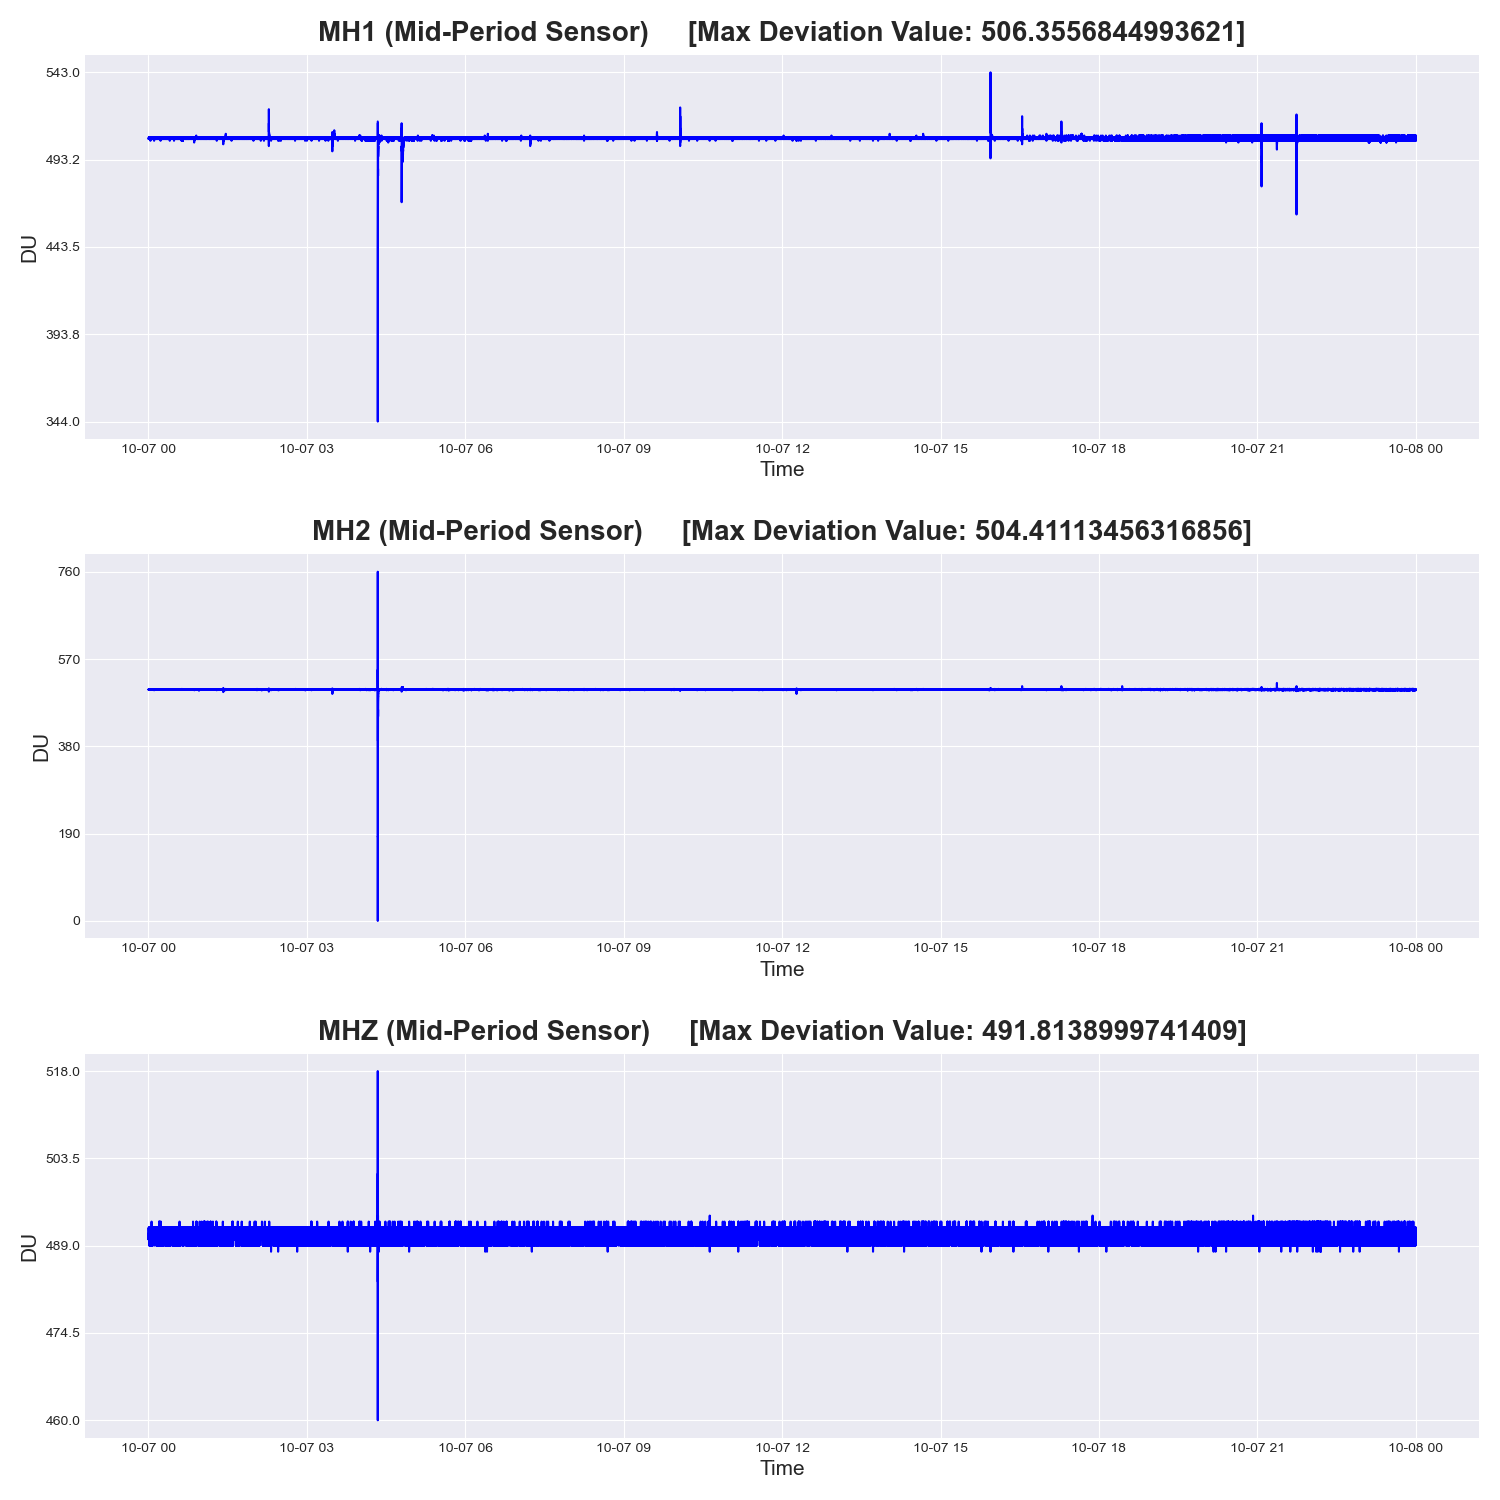 MH1 (Mid-Period Sensor) [Max Deviation Value: 506.3556844993621]
543.0
493.2
443.5
393.8
344.0
DU
10-07 00 10-07 03 10-07 06 10-07 09 10-07 12 10-07 15 10-07 18 10-07 21 10-08 00
Time
MH2 (Mid-Period Sensor) [Max Deviation Value: 504.41113456316856]
760
570
380
190
0
DU
10-07 00 10-07 03 10-07 06 10-07 09 10-07 12 10-07 15 10-07 18 10-07 21 10-08 00
Time
MHZ (Mid-Period Sensor) [Max Deviation Value: 491.8138999741409]
518.0
503.5
489.0
474.5
460.0
DU
10-07 00 10-07 03 10-07 06 10-07 09 10-07 12 10-07 15 10-07 18 10-07 21 10-08 00
Time